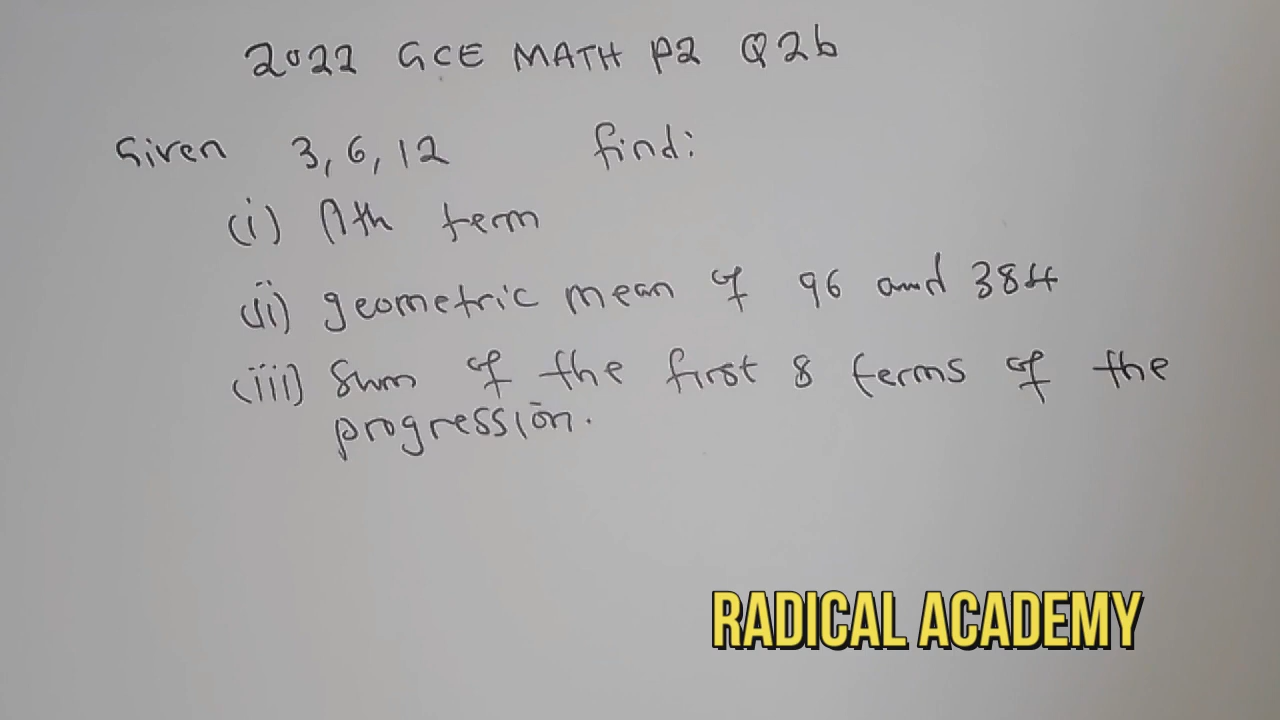 2022 GCE MATH P2 Q2b
Given 3, 6, 12 find:
(i) nth term
(ii) geometric mean of 96 and 384
(iii) Sum of the first 8 terms of the
progression.
RADICAL ACADEMY